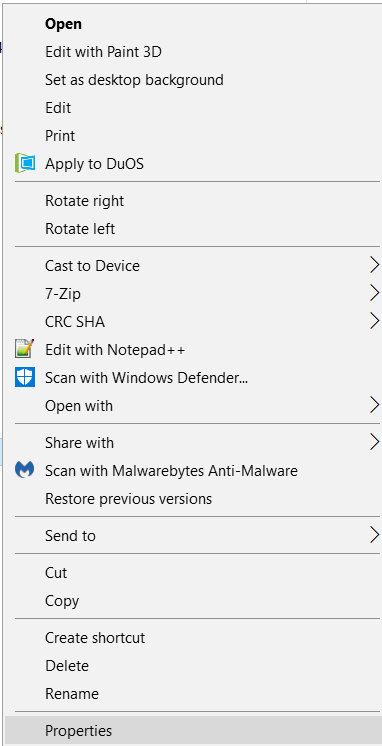 Open
Edit with Paint 3D
Set as desktop background
Edit
Print
Apply to DuOS
Rotate right
Rotate left
Cast to Device
7-Zip
CRC SHA
Edit with Notepad++
Scan with Windows Defender...
Open with
Share with
Scan with Malwarebytes Anti-Malware
Restore previous versions
Send to
Cut
Copy
Create shortcut
Delete
Rename
Properties